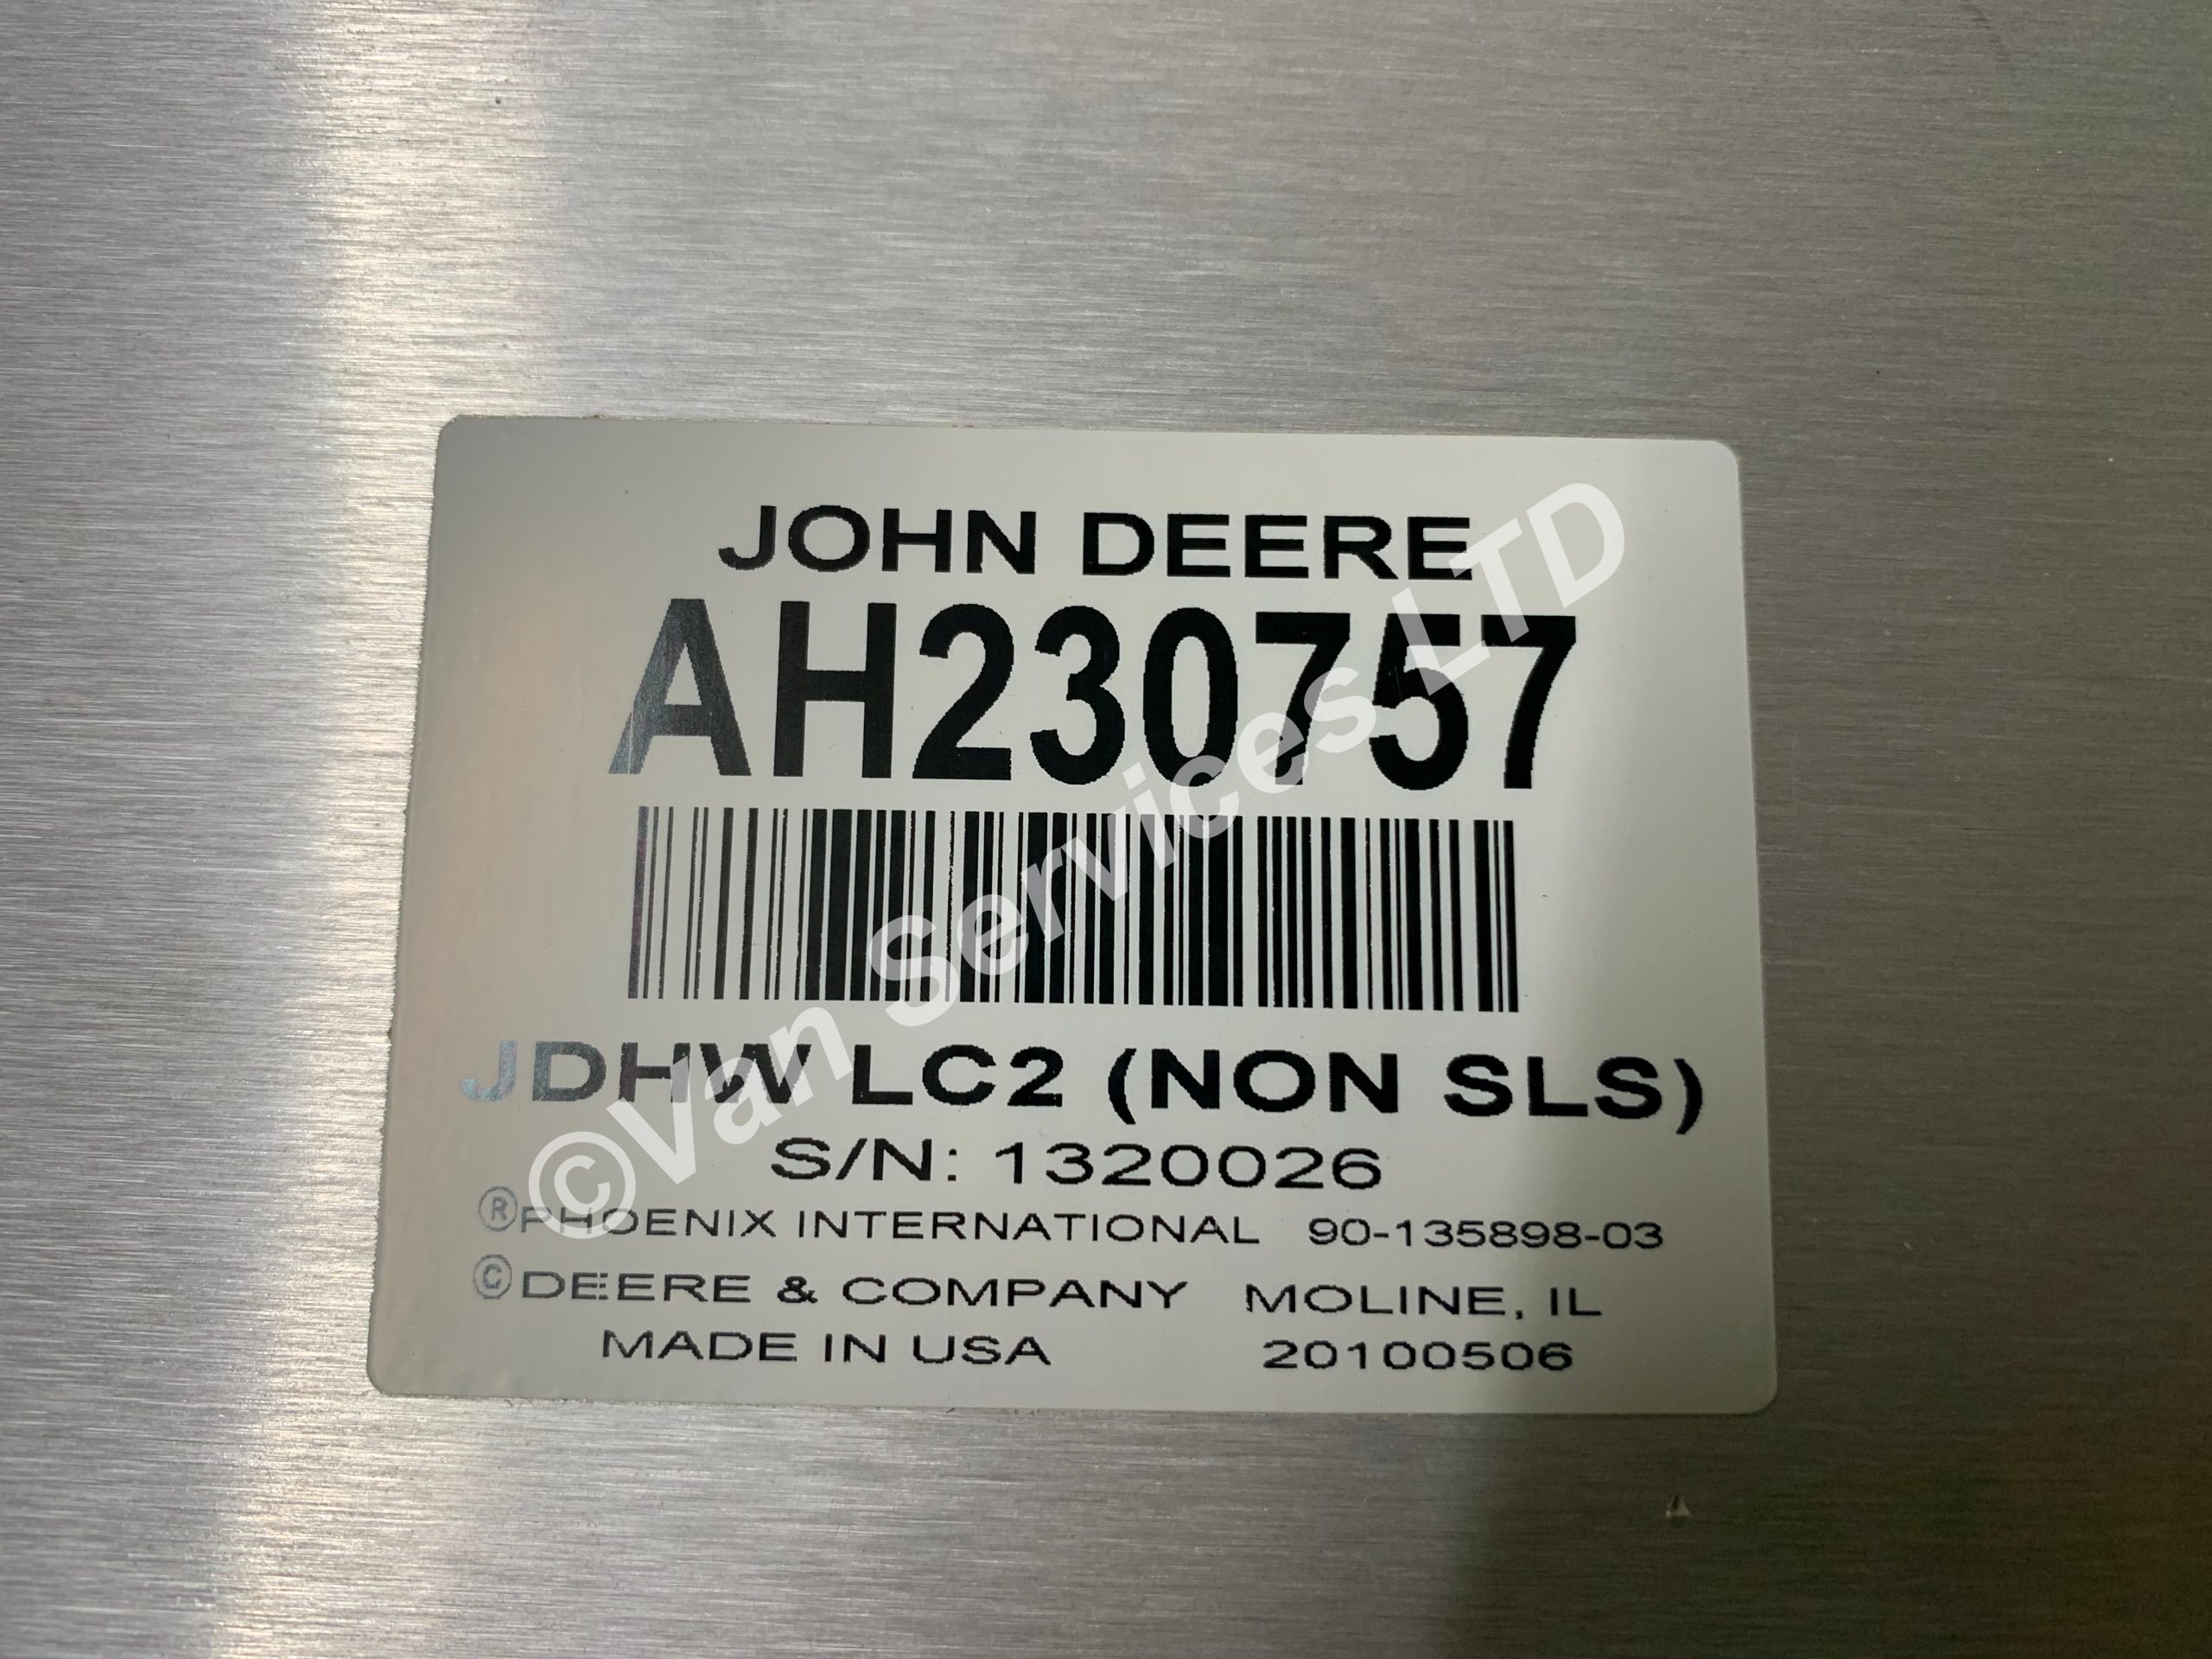 JOHN DEERE
AH230757
JDHW LC2 (NON SLS)
S/N: 1320026
®PHOENIX INTERNATIONAL 90-135898-03
©DEERE & COMPANY MOLINE, IL
MADE IN USA 20100506
©Van Services LTD